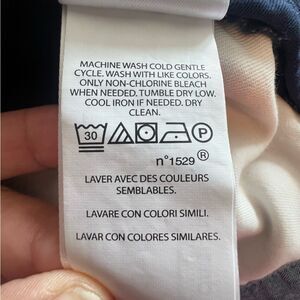 MACHINE WASH COLD GENTLE
CYCLE. WASH WITH LIKE COLORS.
ONLY NON-CHLORINE BLEACH
WHEN NEEDED. TUMBLE DRY LOW.
COOL IRON IF NEEDED. DRY
CLEAN.
30 P
n°1529 ®
LAVER AVEC DES COULEURS
SEMBLABLES.
LAVARE CON COLORI SIMILI.
LAVAR CON COLORES SIMILARES.